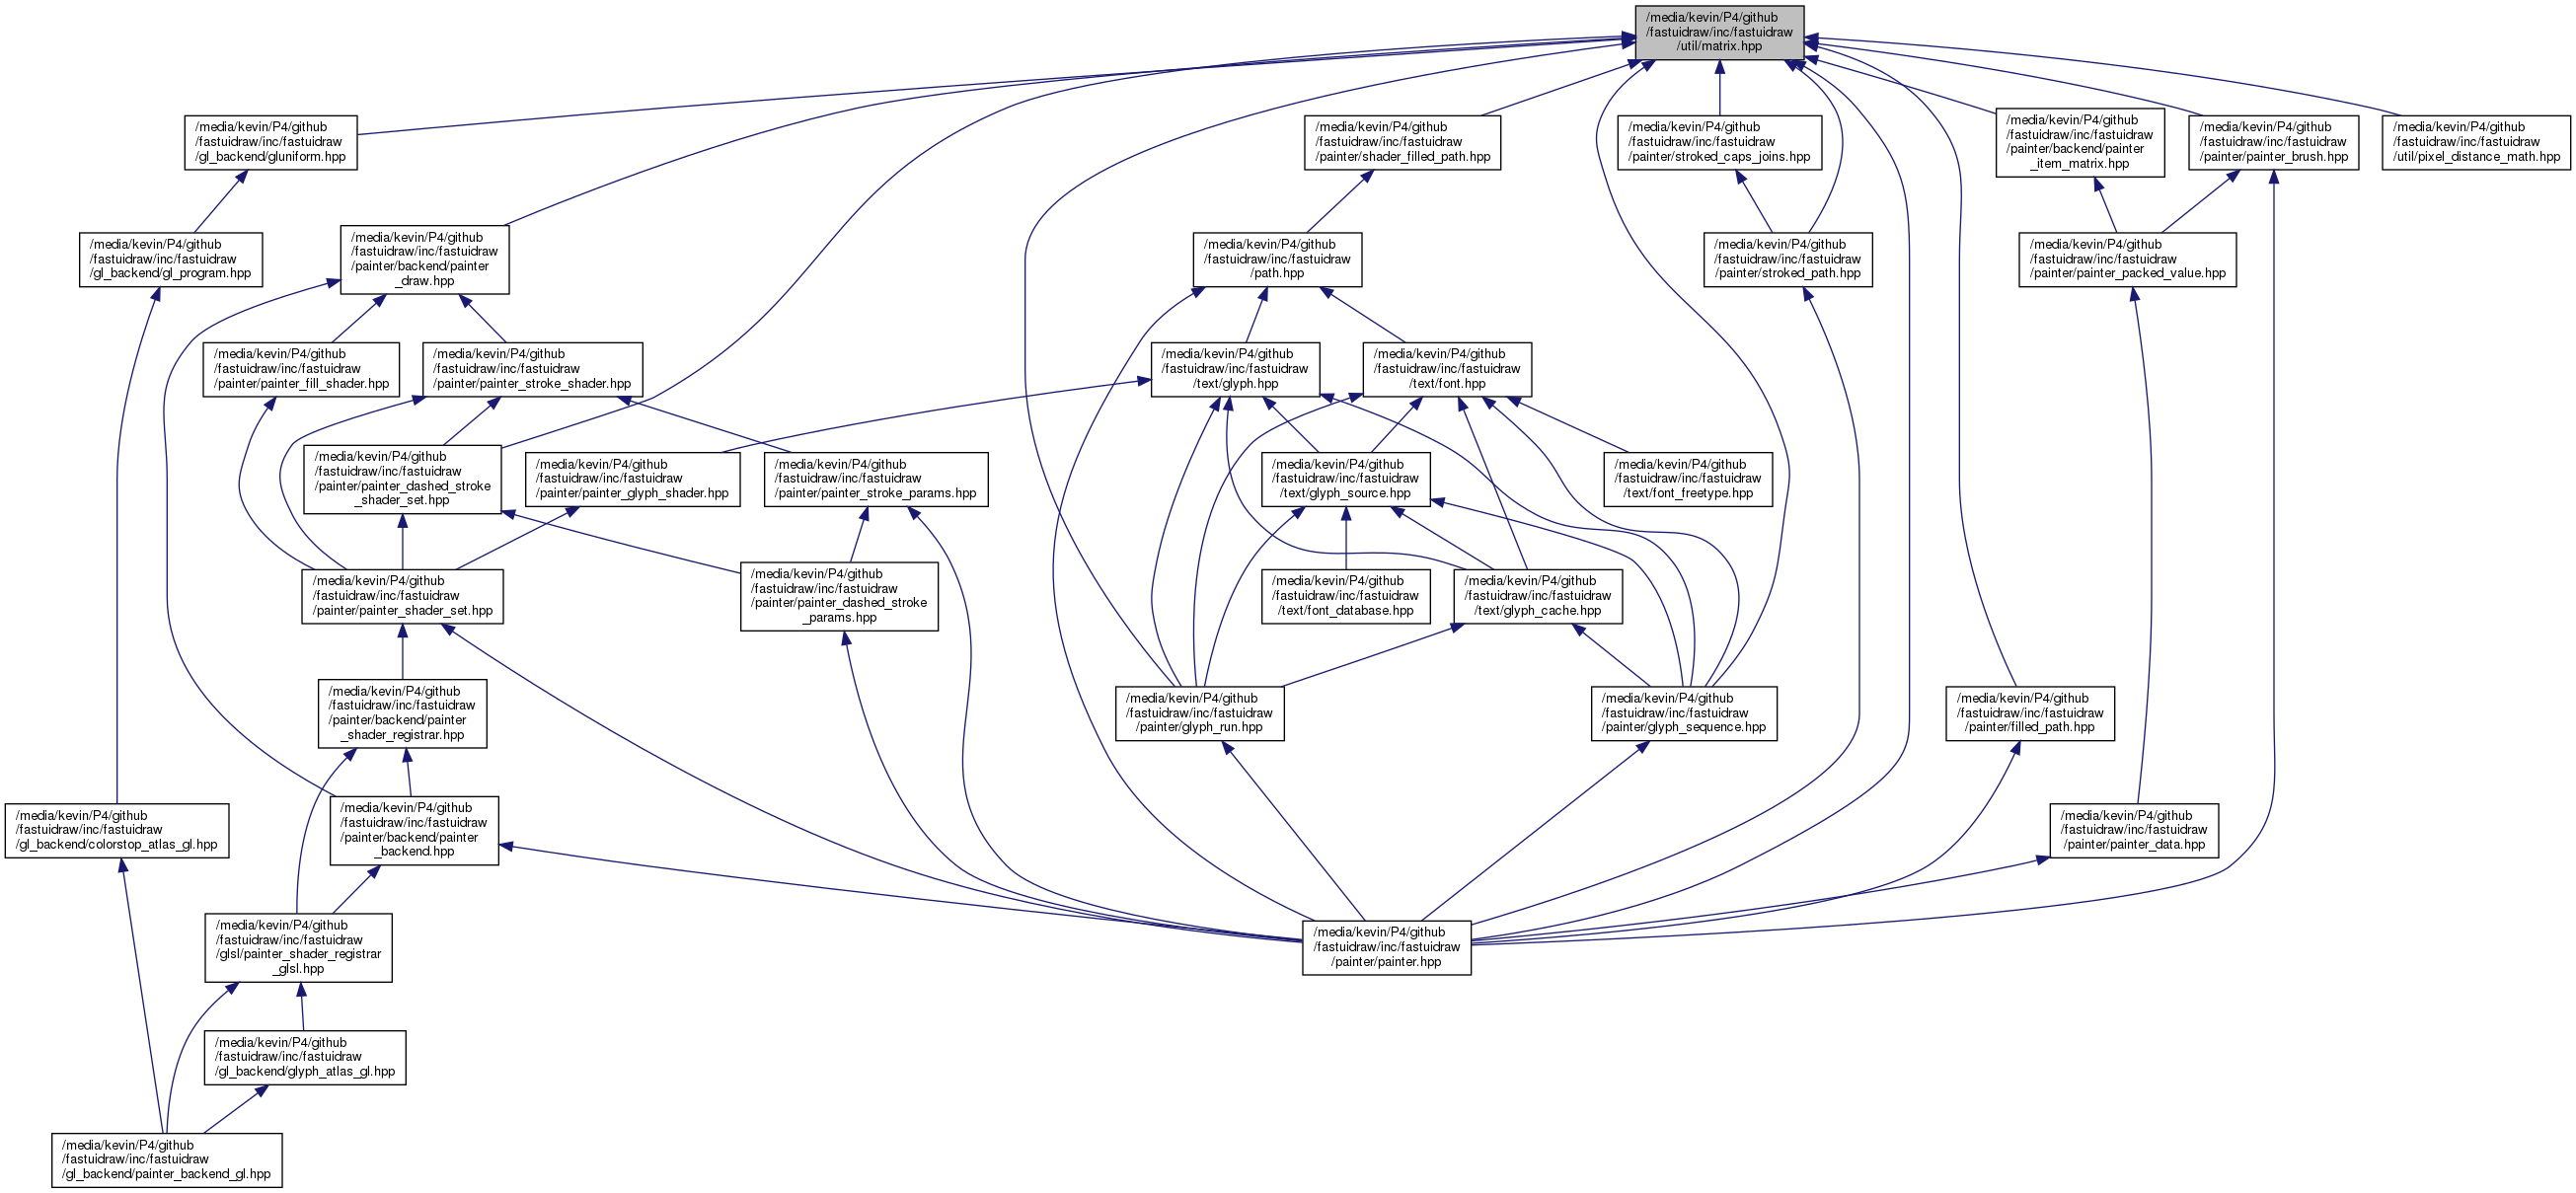 /media/kevin/P4/github
/fastuidraw/inc/fastuidraw
/util/matrix.hpp
/media/kevin/P4/github
/fastuidraw/inc/fastuidraw
/gl_backend/gluniform.hpp
/media/kevin/P4/github
/fastuidraw/inc/fastuidraw
/painter/shader_filled_path.hpp
/media/kevin/P4/github
/fastuidraw/inc/fastuidraw
/painter/stroked_caps_joins.hpp
/media/kevin/P4/github
/fastuidraw/inc/fastuidraw
/painter/backend/painter
_item_matrix.hpp
/media/kevin/P4/github
/fastuidraw/inc/fastuidraw
/painter/painter_brush.hpp
/media/kevin/P4/github
/fastuidraw/inc/fastuidraw
/util/pixel_distance_math.hpp
/media/kevin/P4/github
/fastuidraw/inc/fastuidraw
/gl_backend/gl_program.hpp
/media/kevin/P4/github
/fastuidraw/inc/fastuidraw
/painter/backend/painter
_draw.hpp
/media/kevin/P4/github
/fastuidraw/inc/fastuidraw
/path.hpp
/media/kevin/P4/github
/fastuidraw/inc/fastuidraw
/painter/stroked_path.hpp
/media/kevin/P4/github
/fastuidraw/inc/fastuidraw
/painter/painter_packed_value.hpp
/media/kevin/P4/github
/fastuidraw/inc/fastuidraw
/painter/painter_fill_shader.hpp
/media/kevin/P4/github
/fastuidraw/inc/fastuidraw
/painter/painter_stroke_shader.hpp
/media/kevin/P4/github
/fastuidraw/inc/fastuidraw
/text/glyph.hpp
/media/kevin/P4/github
/fastuidraw/inc/fastuidraw
/text/font.hpp
/media/kevin/P4/github
/fastuidraw/inc/fastuidraw
/painter/painter_dashed_stroke
_shader_set.hpp
/media/kevin/P4/github
/fastuidraw/inc/fastuidraw
/painter/painter_glyph_shader.hpp
/media/kevin/P4/github
/fastuidraw/inc/fastuidraw
/painter/painter_stroke_params.hpp
/media/kevin/P4/github
/fastuidraw/inc/fastuidraw
/text/glyph_source.hpp
/media/kevin/P4/github
/fastuidraw/inc/fastuidraw
/text/font_freetype.hpp
/media/kevin/P4/github
/fastuidraw/inc/fastuidraw
/painter/painter_shader_set.hpp
/media/kevin/P4/github
/fastuidraw/inc/fastuidraw
/painter/painter_dashed_stroke
_params.hpp
/media/kevin/P4/github
/fastuidraw/inc/fastuidraw
/text/font_database.hpp
/media/kevin/P4/github
/fastuidraw/inc/fastuidraw
/text/glyph_cache.hpp
/media/kevin/P4/github
/fastuidraw/inc/fastuidraw
/painter/backend/painter
_shader_registrar.hpp
/media/kevin/P4/github
/fastuidraw/inc/fastuidraw
/painter/glyph_run.hpp
/media/kevin/P4/github
/fastuidraw/inc/fastuidraw
/painter/glyph_sequence.hpp
/media/kevin/P4/github
/fastuidraw/inc/fastuidraw
/painter/filled_path.hpp
/media/kevin/P4/github
/fastuidraw/inc/fastuidraw
/gl_backend/colorstop_atlas_gl.hpp
/media/kevin/P4/github
/fastuidraw/inc/fastuidraw
/painter/backend/painter
_backend.hpp
/media/kevin/P4/github
/fastuidraw/inc/fastuidraw
/painter/painter_data.hpp
/media/kevin/P4/github
/fastuidraw/inc/fastuidraw
/glsl/painter_shader_registrar
_glsl.hpp
/media/kevin/P4/github
/fastuidraw/inc/fastuidraw
/painter/painter.hpp
/media/kevin/P4/github
/fastuidraw/inc/fastuidraw
/gl_backend/glyph_atlas_gl.hpp
/media/kevin/P4/github
/fastuidraw/inc/fastuidraw
/gl_backend/painter_backend_gl.hpp